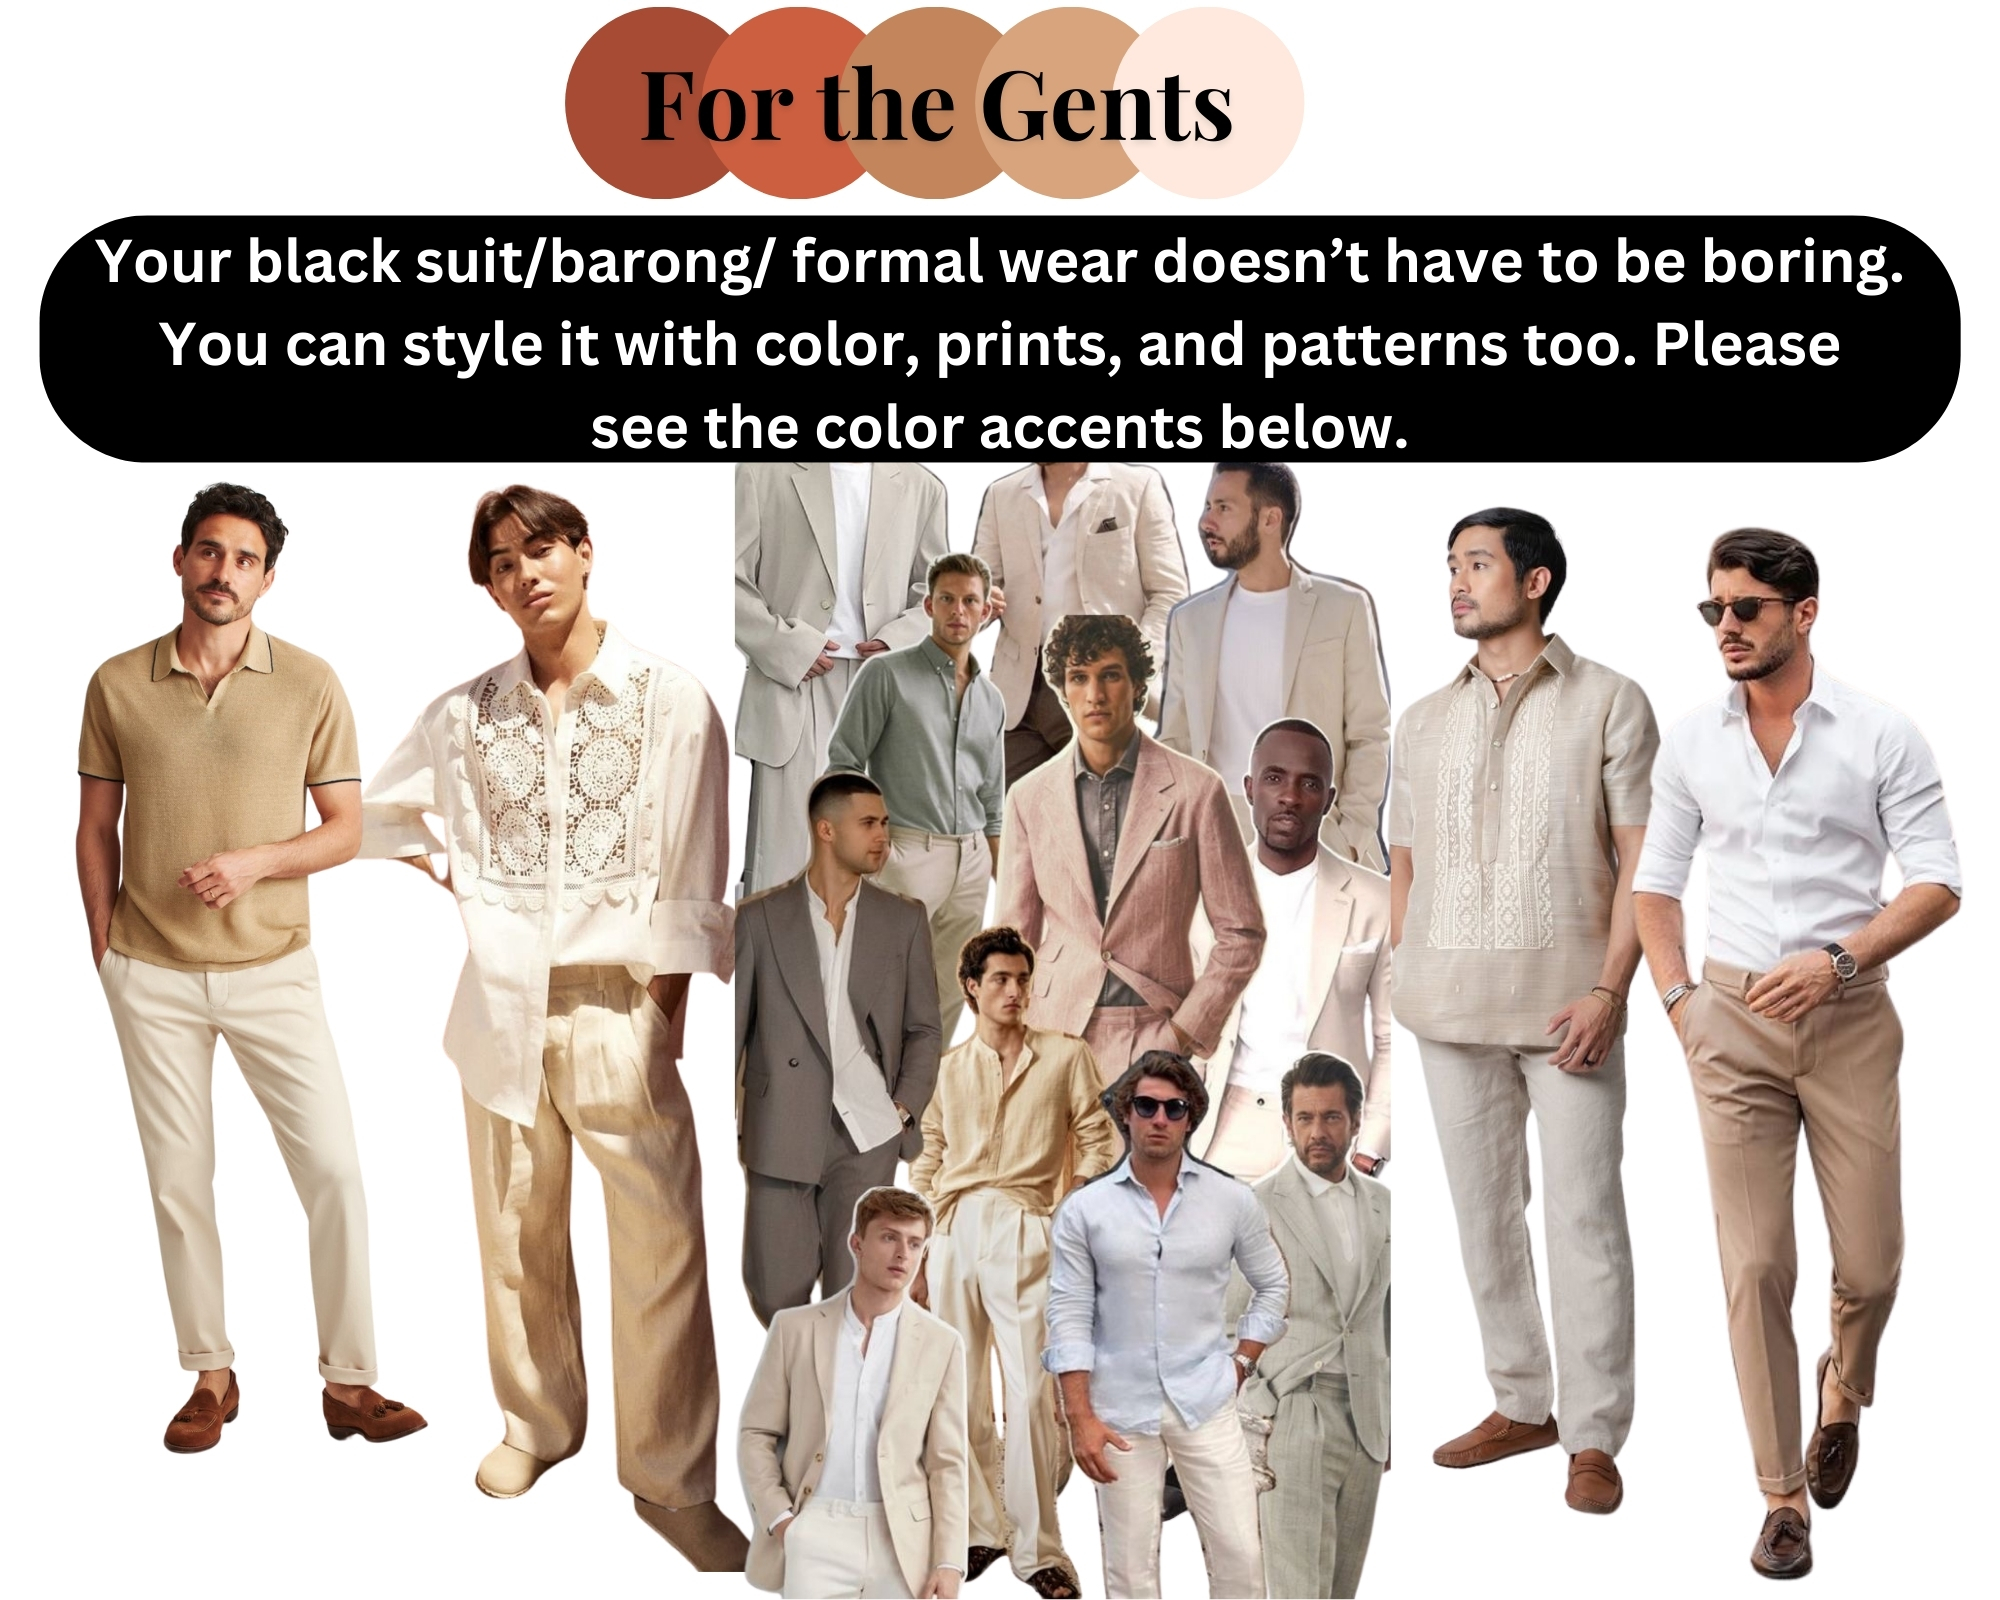 For the Gents
Your black suit/barong/ formal wear doesn’t have to be boring.
You can style it with color, prints, and patterns too. Please
see the color accents below.